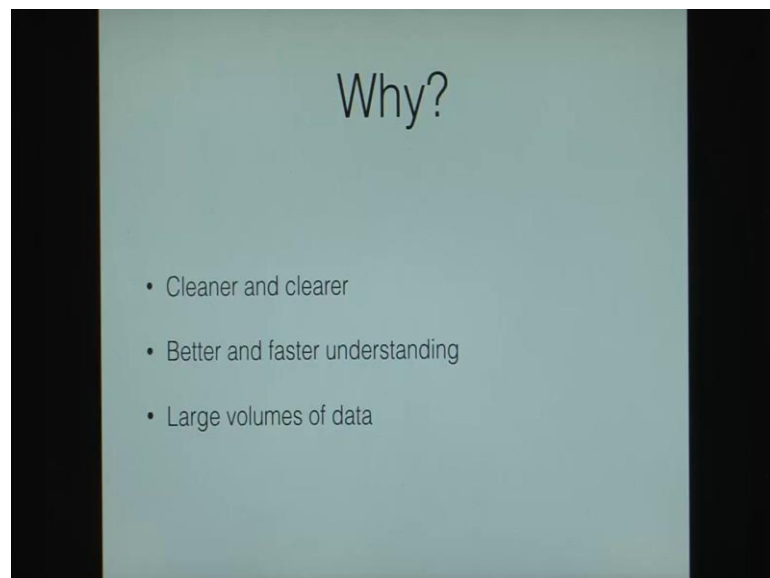 Why?
• Cleaner and clearer
• Better and faster understanding
• Large volumes of data